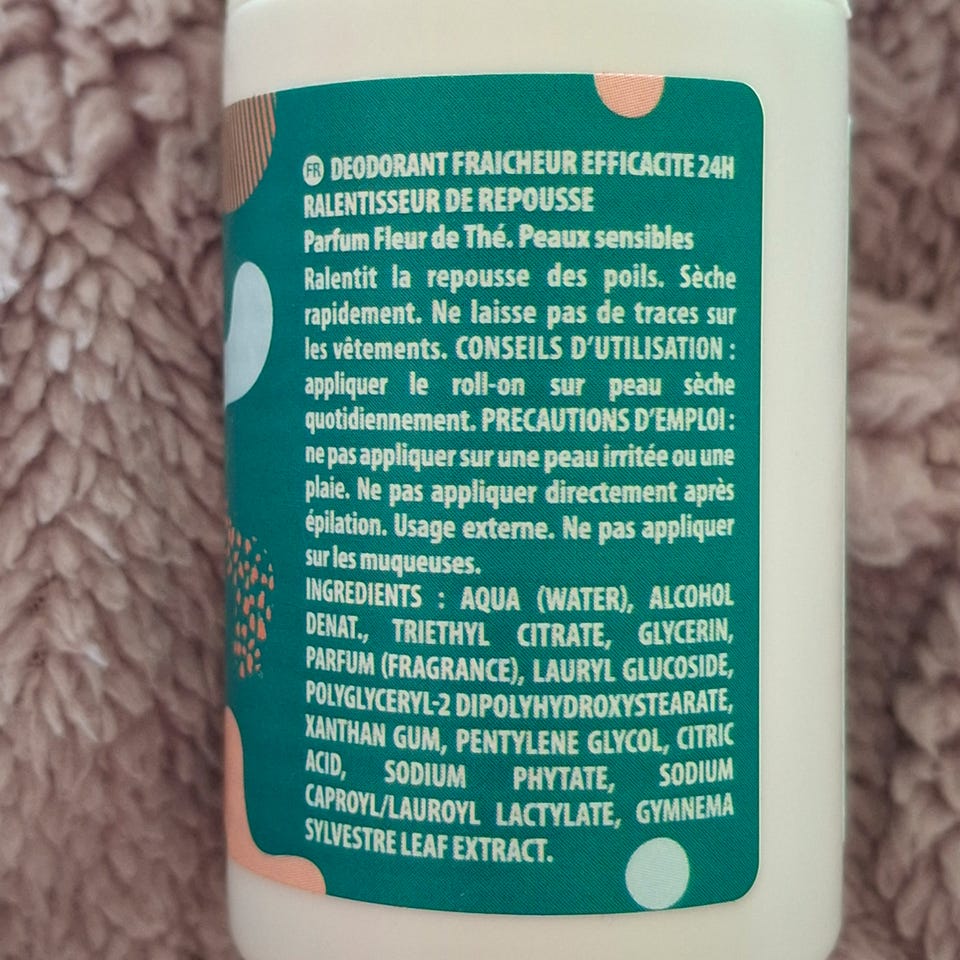 FR DEODORANT FRAICHEUR EFFICACITE 24H
RALENTISSEUR DE REPOUSSE
Parfum Fleur de Thé. Peaux sensibles
Ralentit la repousse des poils. Sèche
rapidement. Ne laisse pas de traces sur
les vêtements. CONSEILS D'UTILISATION :
appliquer le roll-on sur peau sèche
quotidiennement. PRECAUTIONS D'EMPLOI :
ne pas appliquer sur une peau irritée ou une
plaie. Ne pas appliquer directement après
épilation. Usage externe. Ne pas appliquer
sur les muqueuses.
INGREDIENTS : AQUA (WATER), ALCOHOL
DENAT., TRIETHYL CITRATE, GLYCERIN,
PARFUM (FRAGRANCE), LAURYL GLUCOSIDE,
POLYGLYCERYL-2 DIPOLYHYDROXYSTEARATE,
XANTHAN GUM, PENTYLENE GLYCOL, CITRIC
ACID, SODIUM PHYTATE, SODIUM
CAPROYL/LAUROYL LACTYLATE, GYMNEMA
SYLVESTRE LEAF EXTRACT.